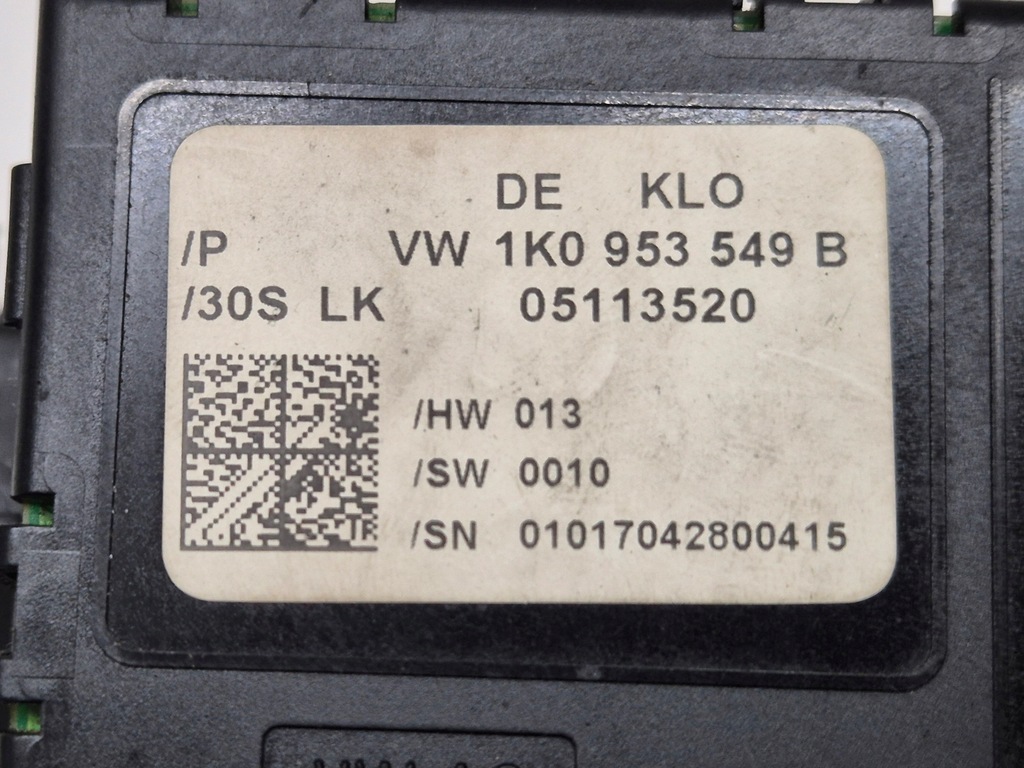 DE KLO
/P VW 1K0 953 549 B
/30S LK 05113520
/HW 013
/SW 0010
/SN 01017042800415